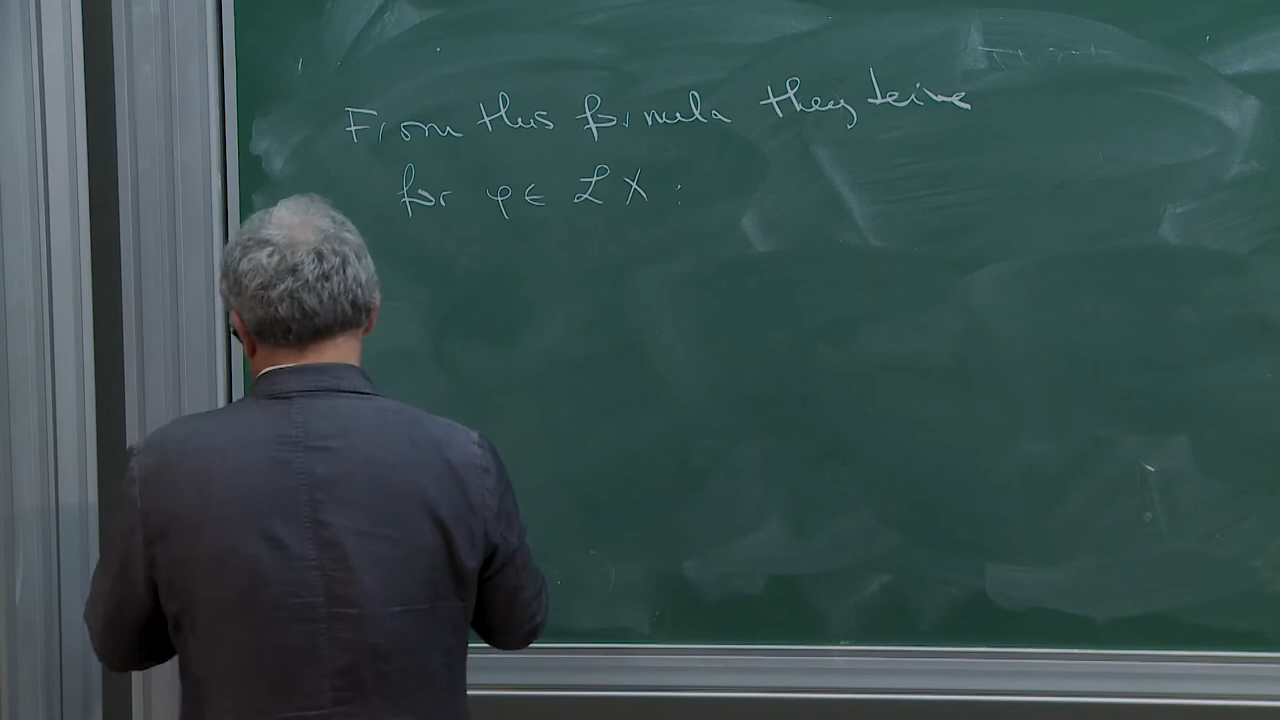 From this formula they derive
for φ ∈ ℒX :